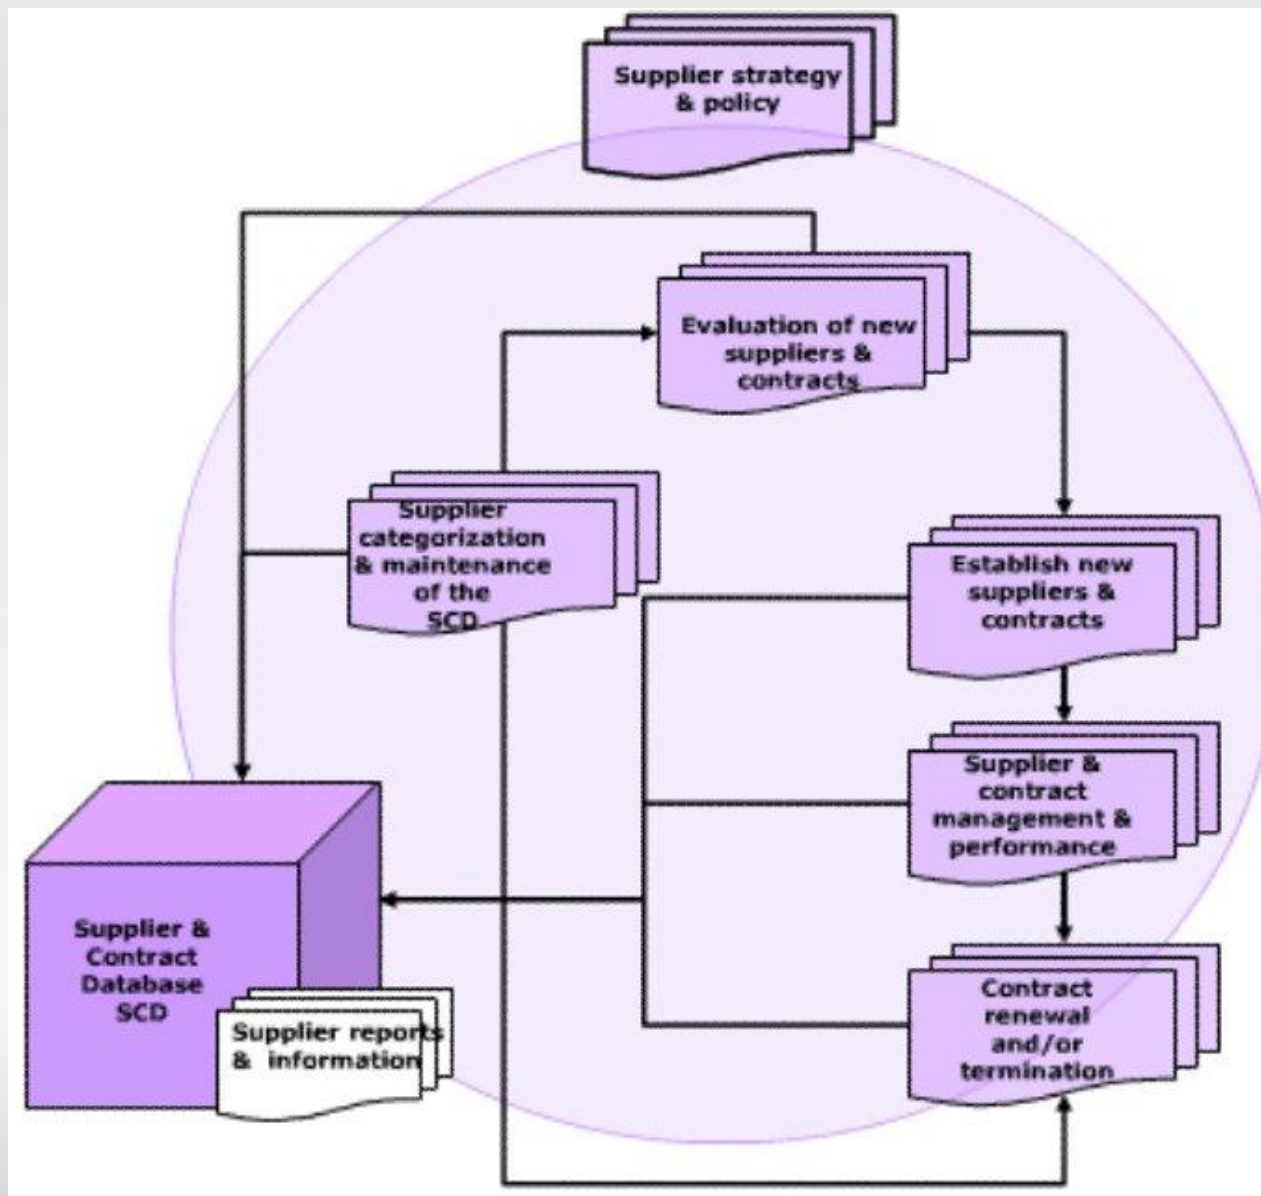 Supplier strategy
& policy
Evaluation of new
suppliers &
contracts
Supplier
categorization
& maintenance
of the
SCD
Establish new
suppliers &
contracts
Supplier &
contract
management &
performance
Supplier &
Contract
Database
SCD
Supplier reports
& information
Contract
renewal
and/or
termination